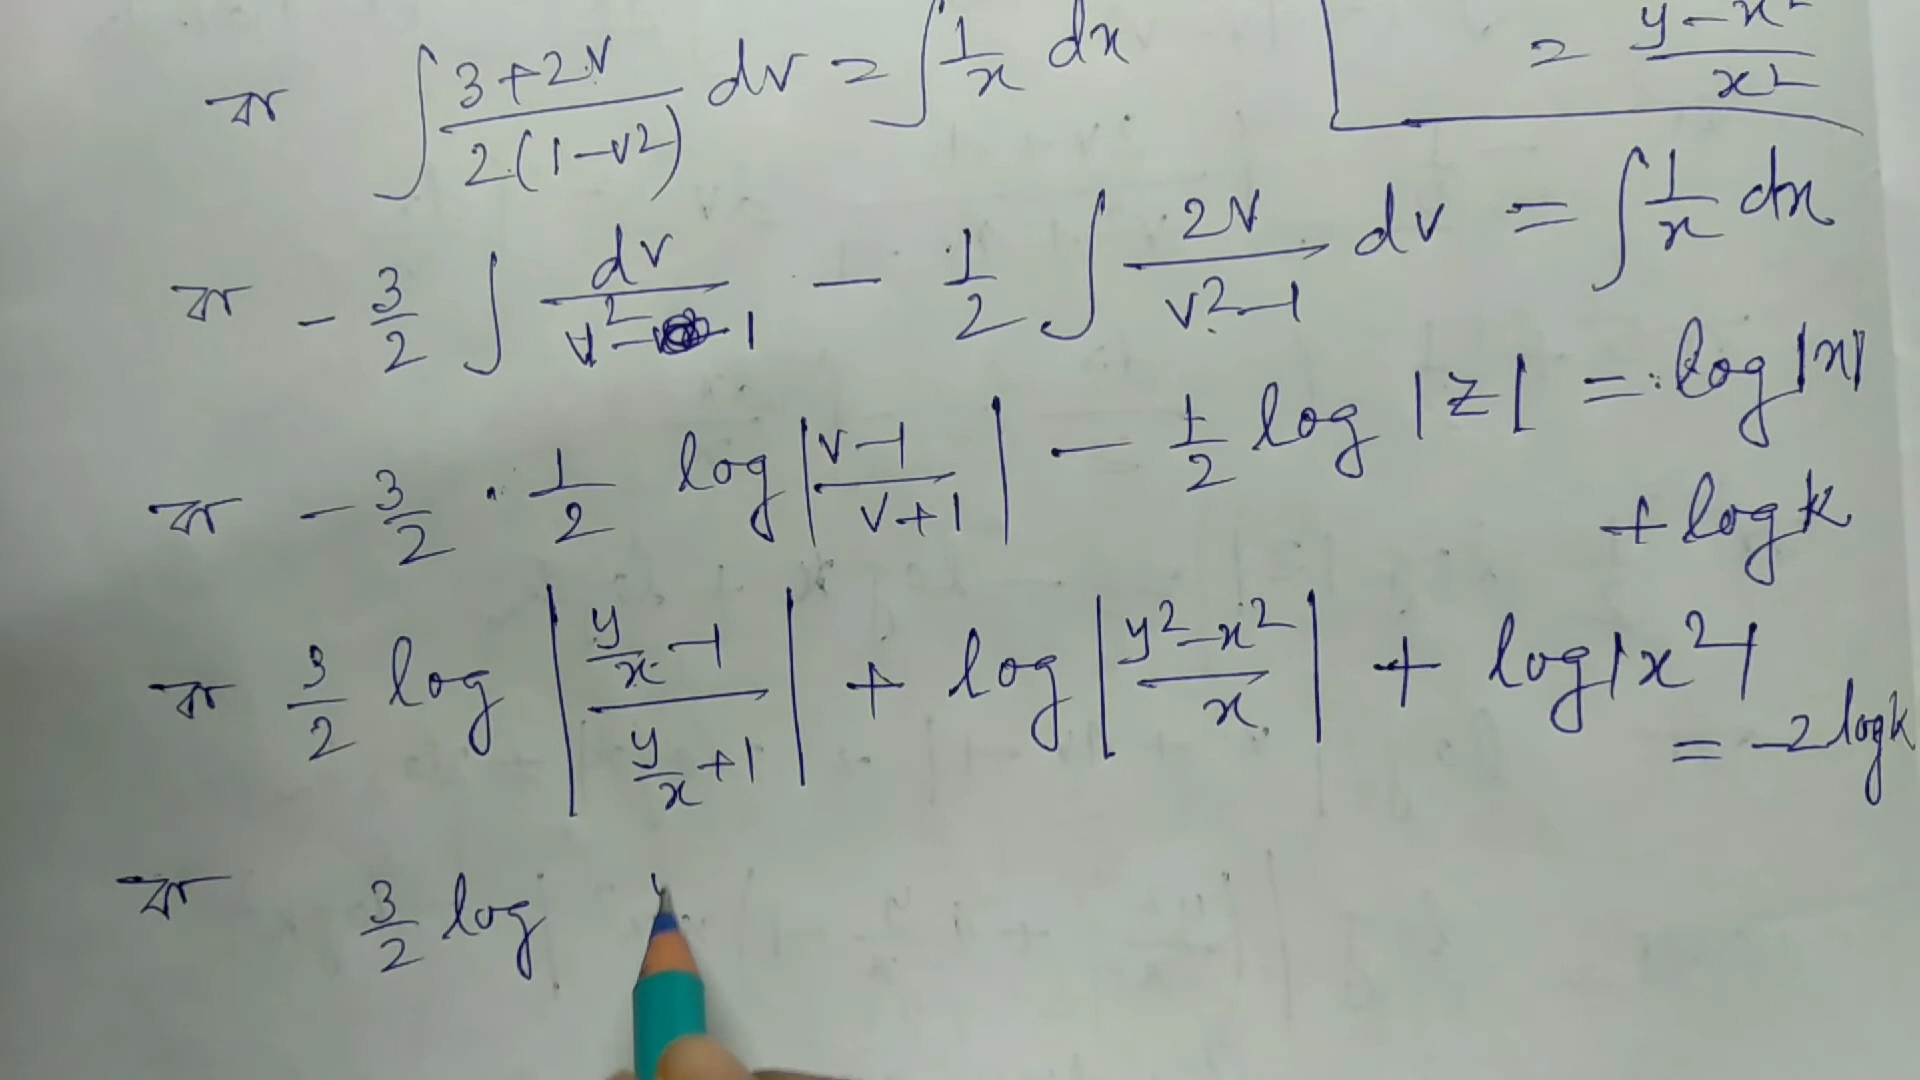 বা ∫ 3+2v / 2(1-v²) dv = ∫ 1/x dx
= y-x² / x²
বা - 3/2 ∫ dv / v²-1 - 1/2 ∫ 2v / v²-1 dv = ∫ 1/x dx
বা - 3/2 · 1/2 log |v-1 / v+1| - 1/2 log |z| = log |x|
+ log k
বা 3/2 log |y/x -1 / y/x +1| + log |y²-x² / x| + log |x²|
= -2 log k
বা 3/2 log